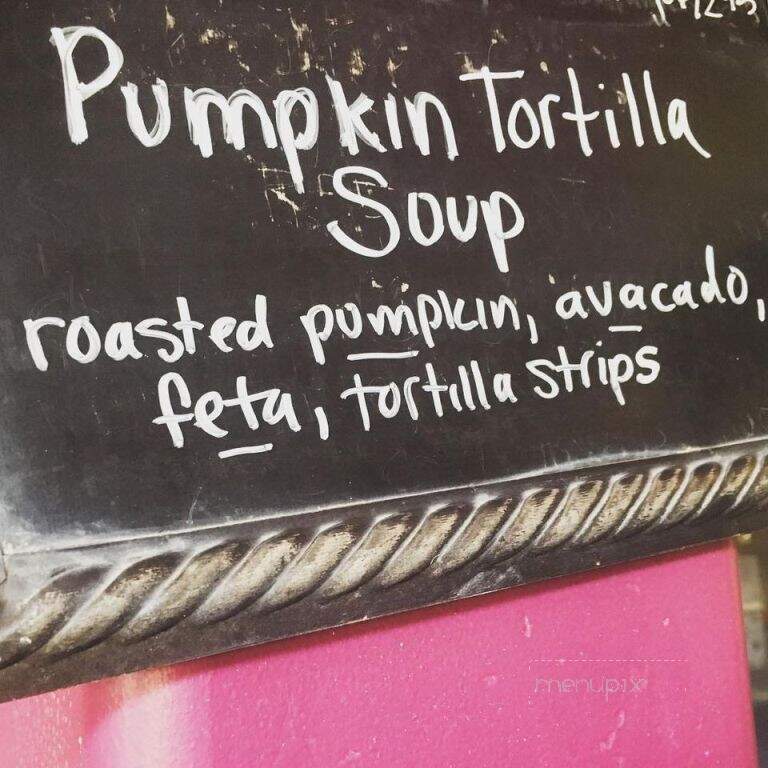 Pumpkin Tortilla
Soup
roasted pumpkin, avacado,
feta, tortilla strips
menupix